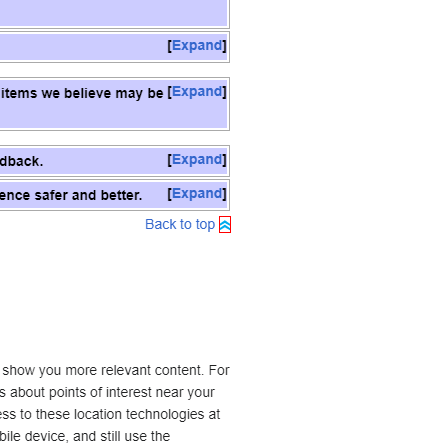 [Expand]
items we believe may be [Expand]
dback. [Expand]
ence safer and better. [Expand]
Back to top
show you more relevant content. For
s about points of interest near your
ess to these location technologies at
bile device, and still use the